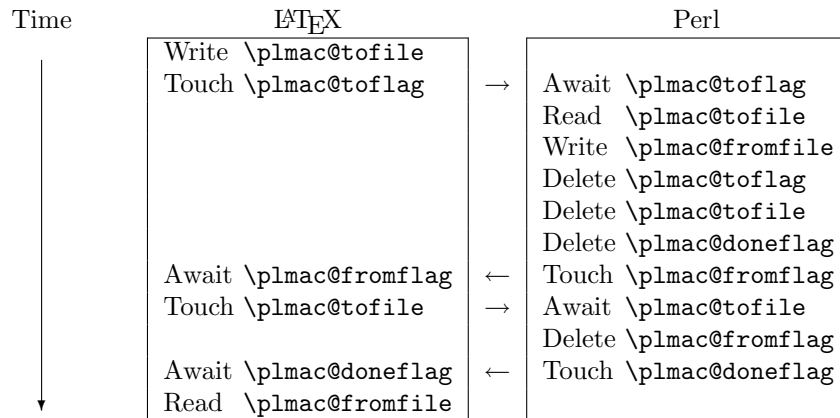 Time LATEX Perl
Write \plmac@tofile
Touch \plmac@toflag → Await \plmac@toflag
Read \plmac@tofile
Write \plmac@fromfile
Delete \plmac@toflag
Delete \plmac@tofile
Delete \plmac@doneflag
Await \plmac@fromflag ← Touch \plmac@fromflag
Touch \plmac@tofile → Await \plmac@tofile
Delete \plmac@fromflag
Await \plmac@doneflag ← Touch \plmac@doneflag
Read \plmac@fromfile